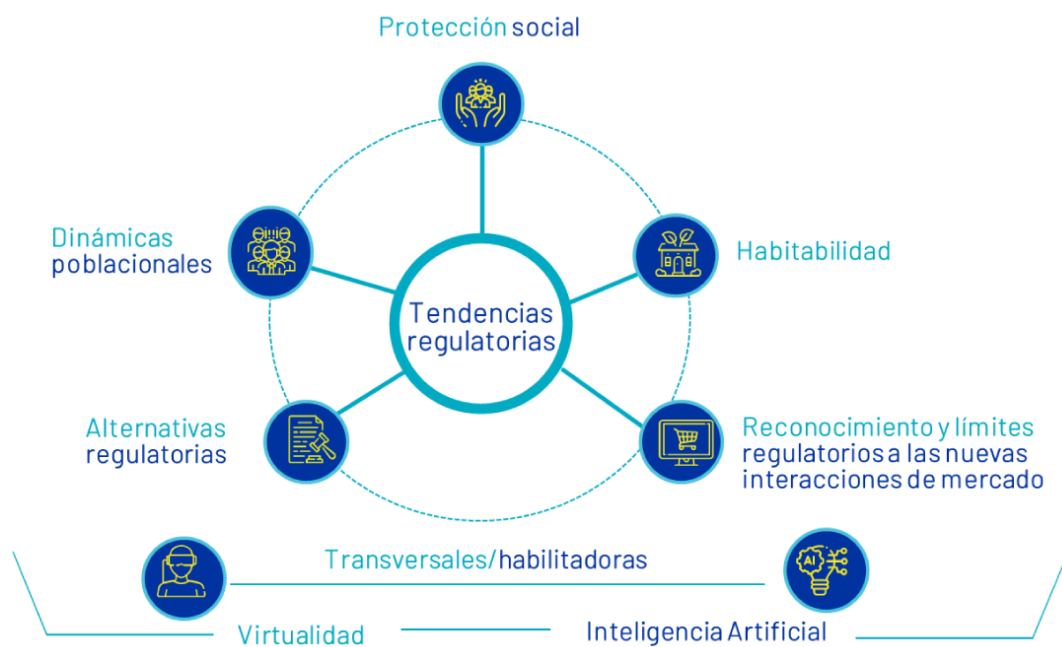 Protección social
Dinámicas
poblacionales
Habitabilidad
Tendencias
regulatorias
Alternativas
regulatorias
Reconocimiento y límites
regulatorios a las nuevas
interacciones de mercado
Transversales/habilitadoras
AI
Virtualidad
Inteligencia Artificial